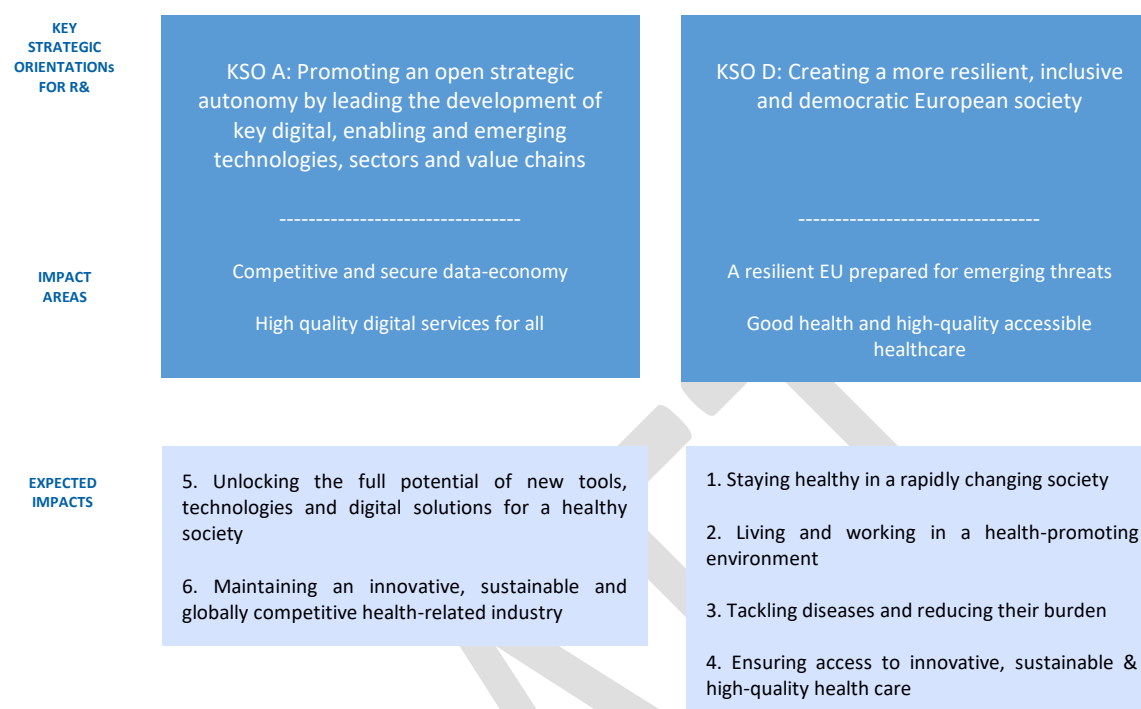 KEY
STRATEGIC
ORIENTATIONs
FOR R&
KSO A: Promoting an open strategic
autonomy by leading the development of
key digital, enabling and emerging
technologies, sectors and value chains
---------------------------------
KSO D: Creating a more resilient, inclusive
and democratic European society
---------------------------------
IMPACT
AREAS
Competitive and secure data-economy
High quality digital services for all
A resilient EU prepared for emerging threats
Good health and high-quality accessible
healthcare
EXPECTED
IMPACTS
5. Unlocking the full potential of new tools,
technologies and digital solutions for a healthy
society
6. Maintaining an innovative, sustainable and
globally competitive health-related industry
1. Staying healthy in a rapidly changing society
2. Living and working in a health-promoting
environment
3. Tackling diseases and reducing their burden
4. Ensuring access to innovative, sustainable &
high-quality health care